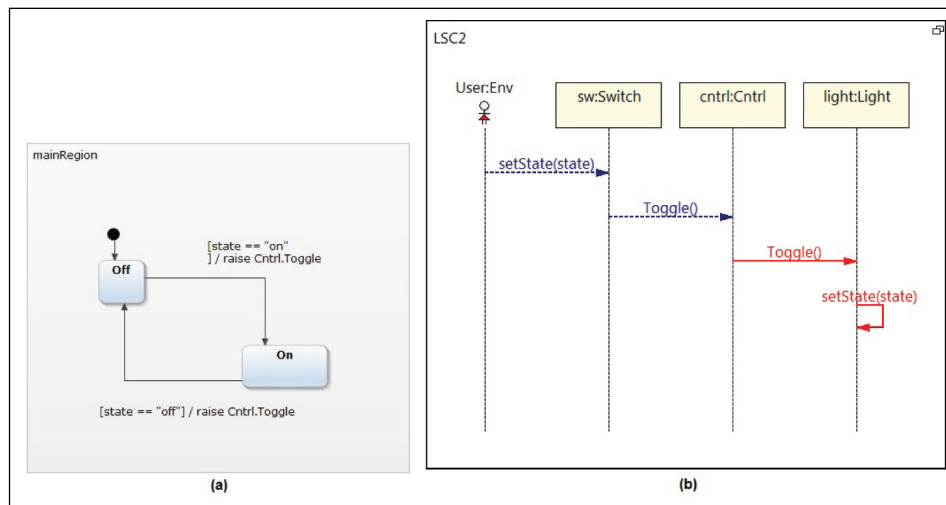 mainRegion
Off
[state == "on"
] / raise Cntrl.Toggle
On
[state == "off"] / raise Cntrl.Toggle
(a)
LSC2
User:Env
sw:Switch
cntrl:Cntrl
light:Light
setState(state)
Toggle()
Toggle()
setState(state)
(b)